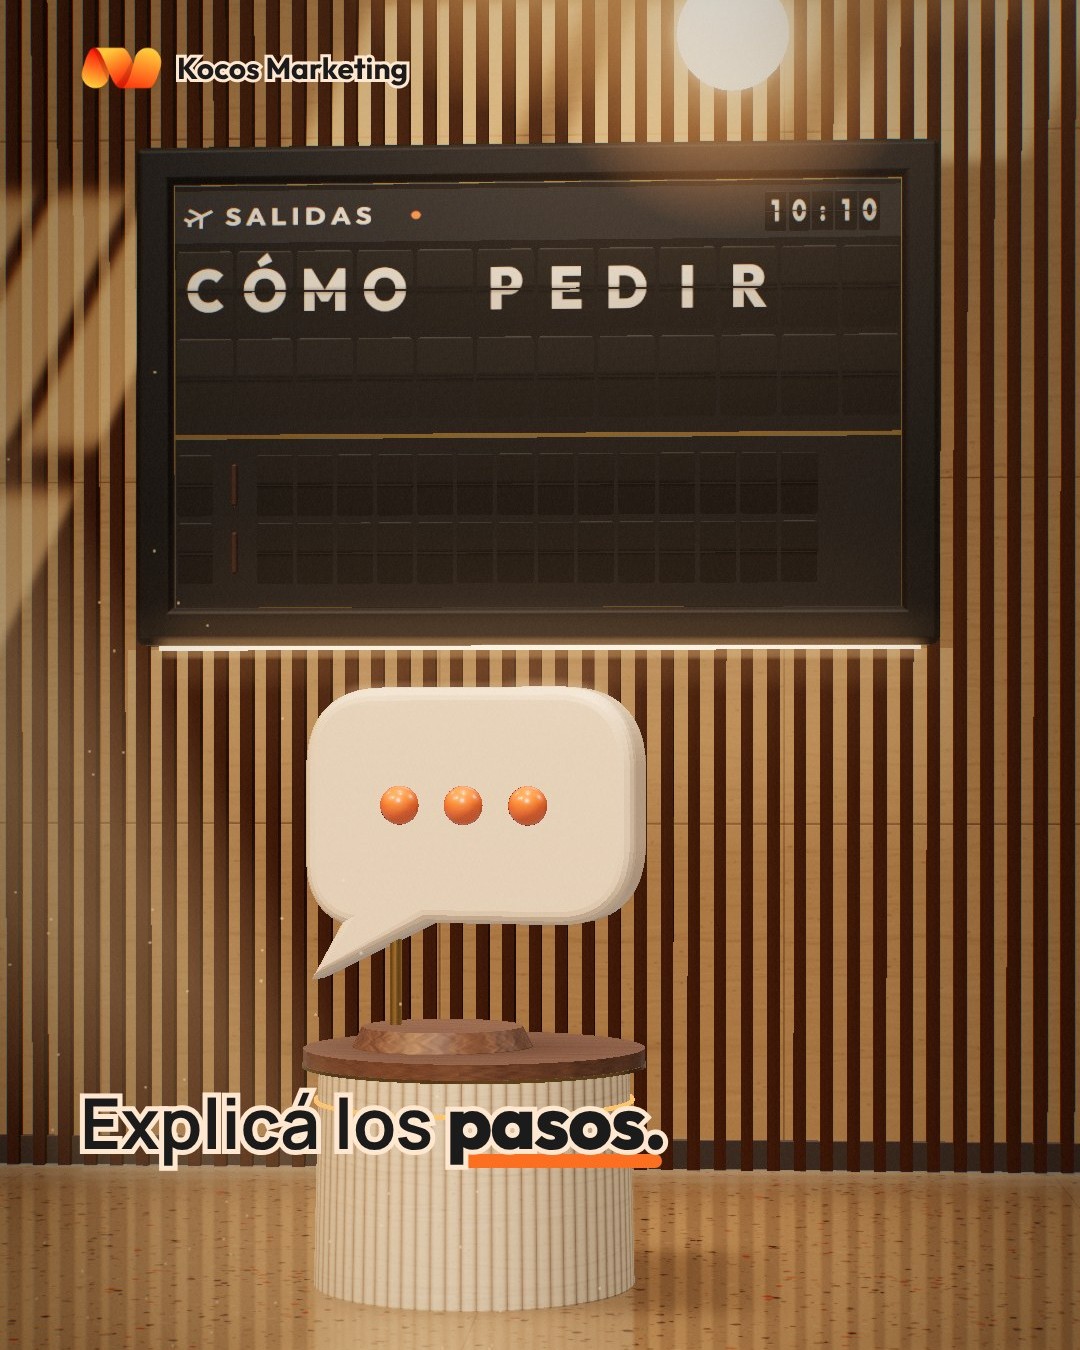 Kocos Marketing
SALIDAS
10:10
CÓMO PEDIR
Explicá los pasos.